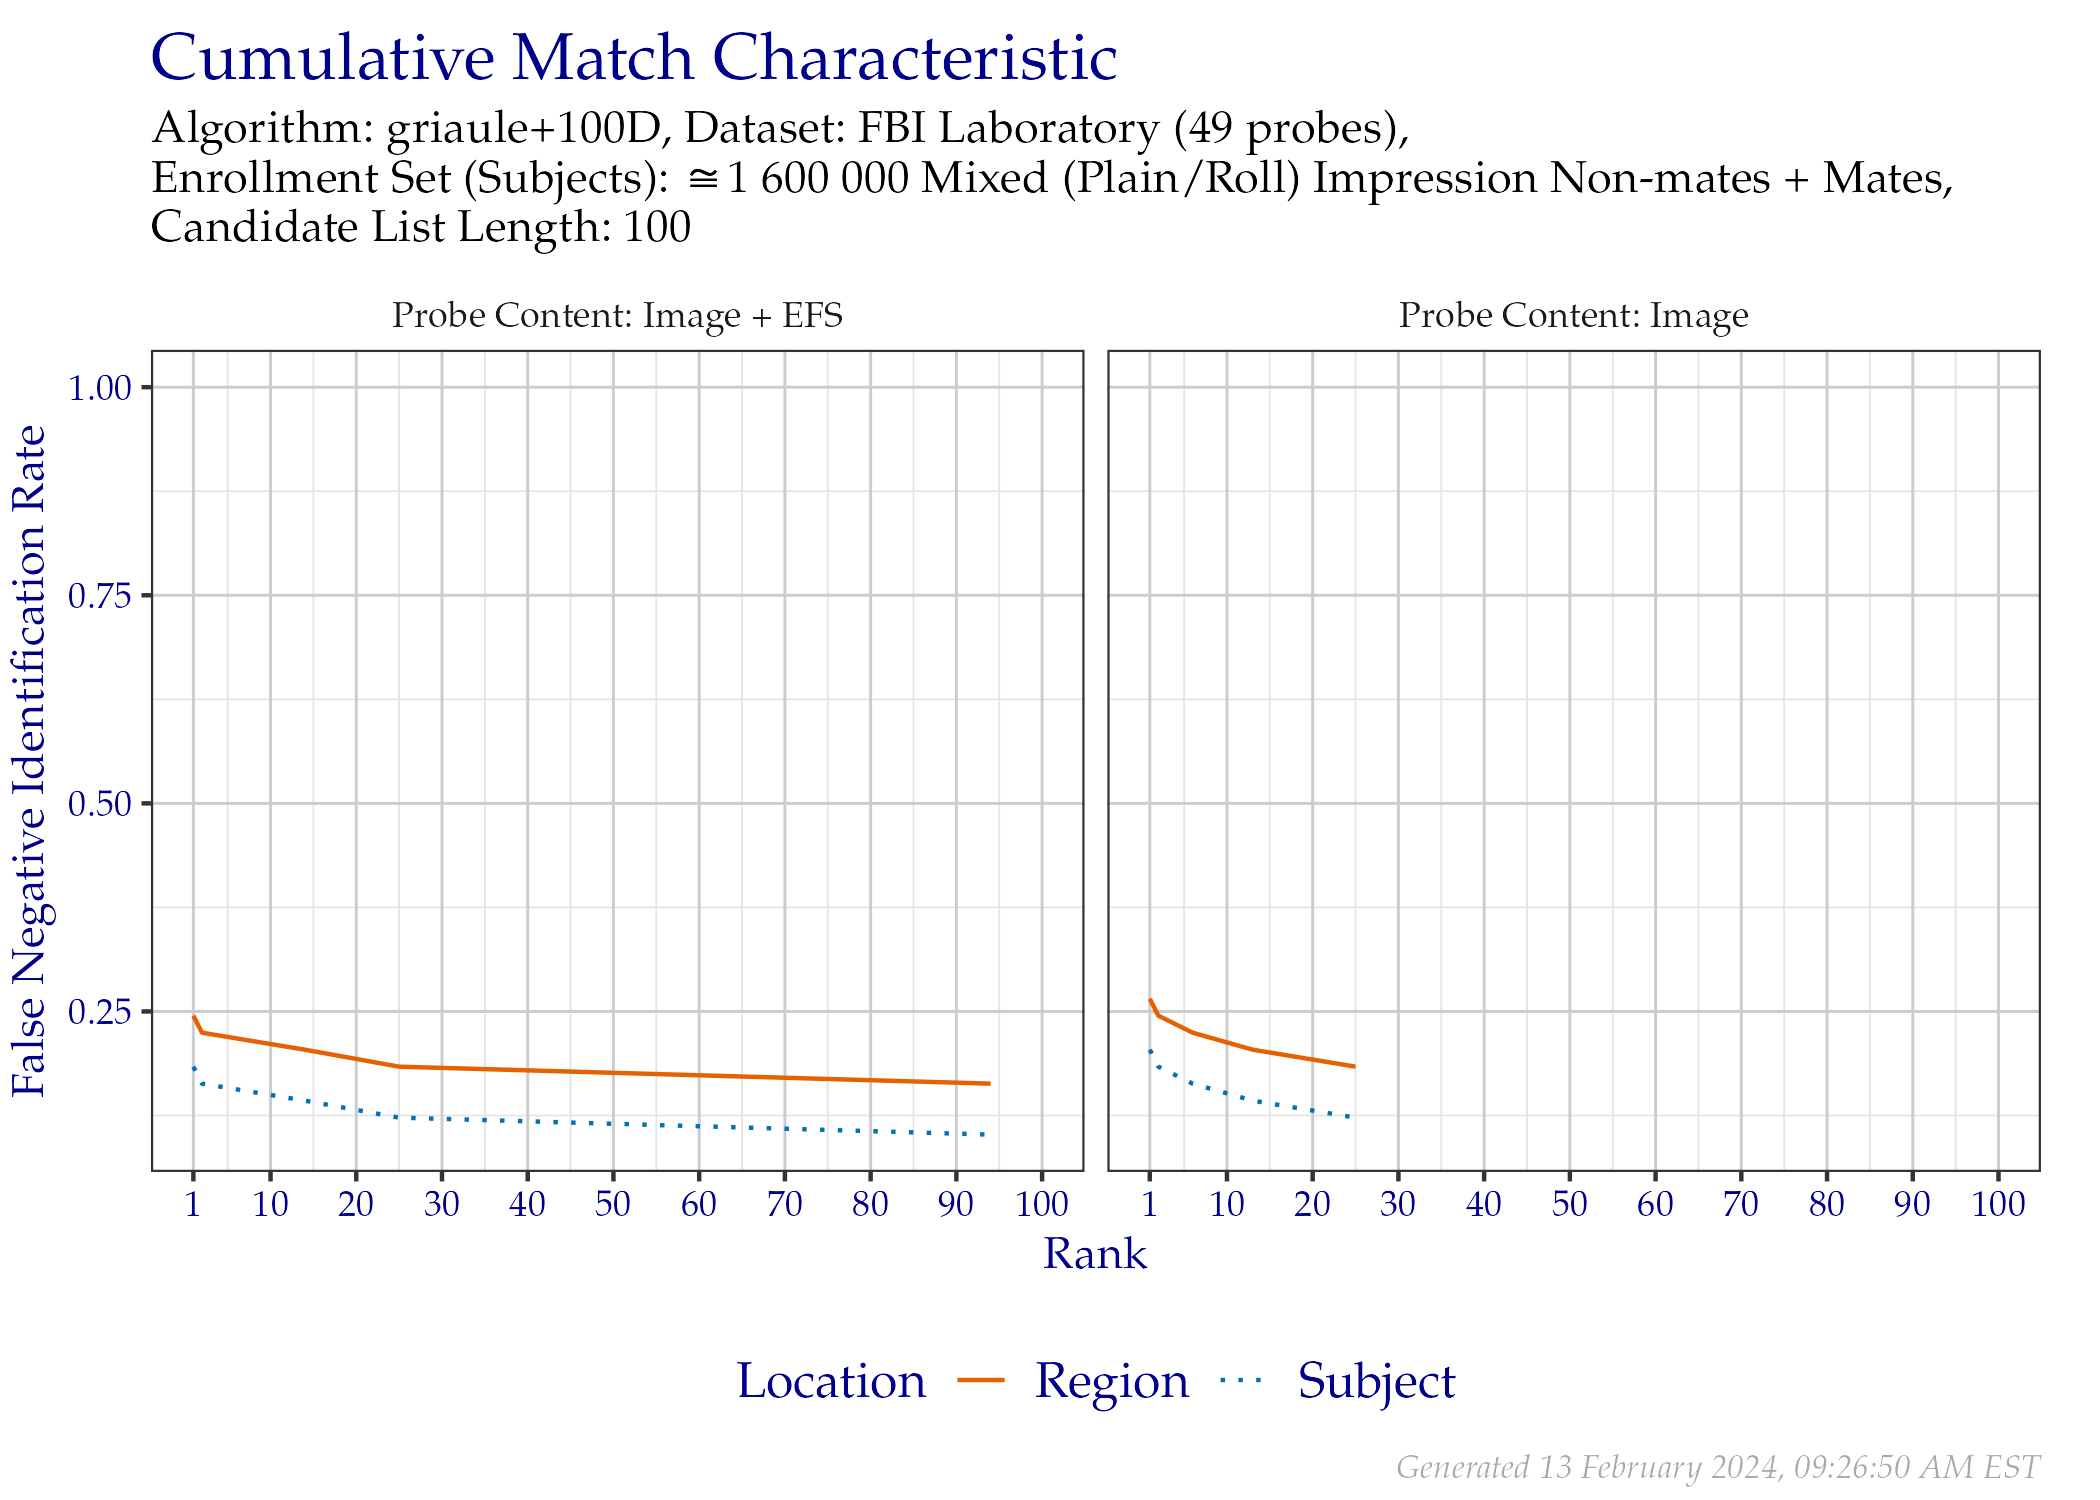 Cumulative Match Characteristic
Algorithm: griaule+100D, Dataset: FBI Laboratory (49 probes),
Enrollment Set (Subjects): ≅1 600 000 Mixed (Plain/Roll) Impression Non-mates + Mates,
Candidate List Length: 100
Probe Content: Image + EFS
Probe Content: Image
False Negative Identification Rate
1.00
0.75
0.50
0.25
1 10 20 30 40 50 60 70 80 90 100
1 10 20 30 40 50 60 70 80 90 100
Rank
Location Region Subject
Generated 13 February 2024, 09:26:50 AM EST